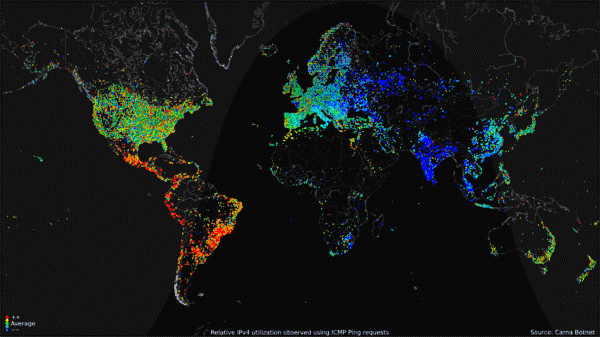 ++
Average
--
Relative IPv4 utilization observed using ICMP Ping requests
Source: Carna Botnet